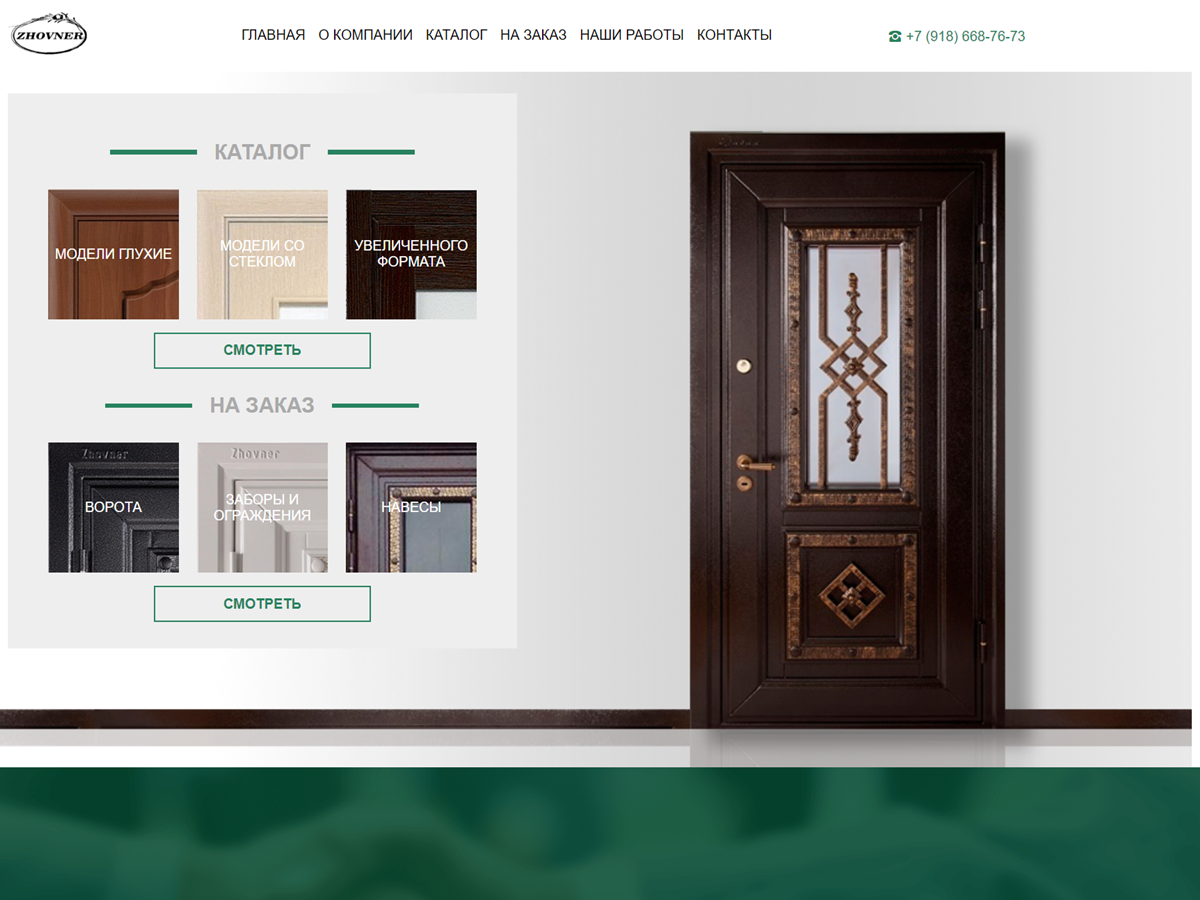 ZHOVNER
ГЛАВНАЯ О КОМПАНИИ КАТАЛОГ НА ЗАКАЗ НАШИ РАБОТЫ КОНТАКТЫ
+7 (918) 668-76-73
КАТАЛОГ
МОДЕЛИ ГЛУХИЕ
МОДЕЛИ СО
СТЕКЛОМ
УВЕЛИЧЕННОГО
ФОРМАТА
СМОТРЕТЬ
НА ЗАКАЗ
Zhovner
ВОРОТА
Zhovner
ЗАБОРЫ И
ОГРАЖДЕНИЯ
НАВЕСЫ
СМОТРЕТЬ